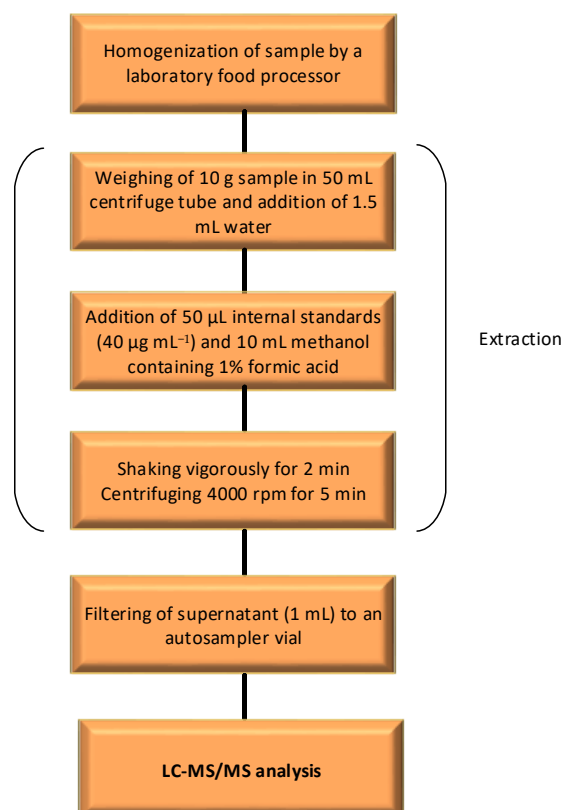 Homogenization of sample by a
laboratory food processor
Weighing of 10 g sample in 50 mL
centrifuge tube and addition of 1.5
mL water
Addition of 50 µL internal standards
(40 µg mL⁻¹) and 10 mL methanol
containing 1% formic acid
Extraction
Shaking vigorously for 2 min
Centrifuging 4000 rpm for 5 min
Filtering of supernatant (1 mL) to an
autosampler vial
LC-MS/MS analysis